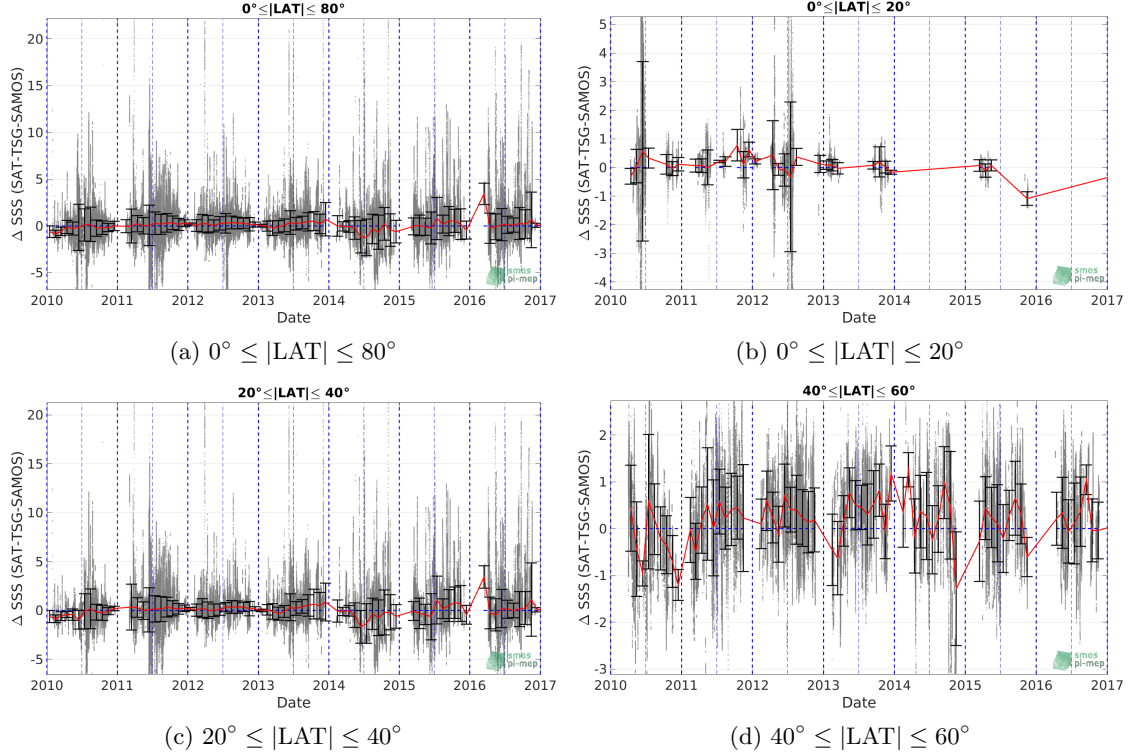 0°≤|LAT|≤ 80°
Δ SSS (SAT-TSG-SAMOS)
20
15
10
5
0
-5
2010 2011 2012 2013 2014 2015 2016 2017
Date
smos
pi-mep
(a) 0° ≤ |LAT| ≤ 80°
0°≤|LAT|≤ 20°
Δ SSS (SAT-TSG-SAMOS)
5
4
3
2
1
0
-1
-2
-3
-4
2010 2011 2012 2013 2014 2015 2016 2017
Date
smos
pi-mep
(b) 0° ≤ |LAT| ≤ 20°
20°≤|LAT|≤ 40°
Δ SSS (SAT-TSG-SAMOS)
20
15
10
5
0
-5
2010 2011 2012 2013 2014 2015 2016 2017
Date
smos
pi-mep
(c) 20° ≤ |LAT| ≤ 40°
40°≤|LAT|≤ 60°
Δ SSS (SAT-TSG-SAMOS)
2
1
0
-1
-2
-3
2010 2011 2012 2013 2014 2015 2016 2017
Date
smos
pi-mep
(d) 40° ≤ |LAT| ≤ 60°